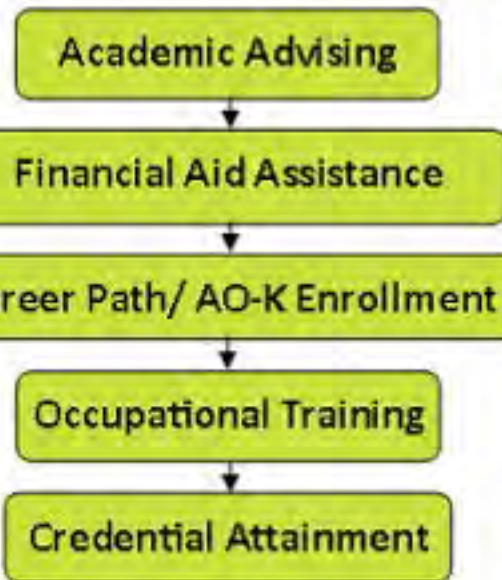 Academic Advising
Financial Aid Assistance
reer Path/ AO-K Enrollment
Occupational Training
Credential Attainment